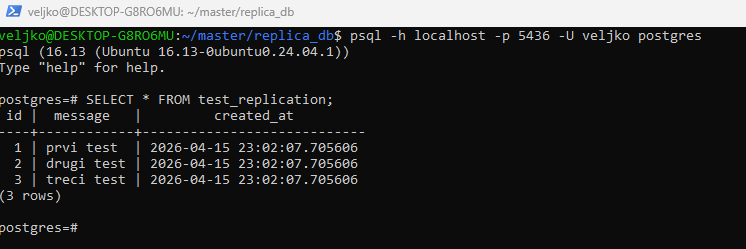 veljko@DESKTOP-G8RO6MU: ~/master/replica_db
veljko@DESKTOP-G8RO6MU:~/master/replica_db$ psql -h localhost -p 5436 -U veljko postgres
psql (16.13 (Ubuntu 16.13-0ubuntu0.24.04.1))
Type "help" for help.
postgres=# SELECT * FROM test_replication;
 id |  message   |         created_at
----+------------+----------------------------
  1 | prvi test  | 2026-04-15 23:02:07.705606
  2 | drugi test | 2026-04-15 23:02:07.705606
  3 | treci test | 2026-04-15 23:02:07.705606
(3 rows)
postgres=#